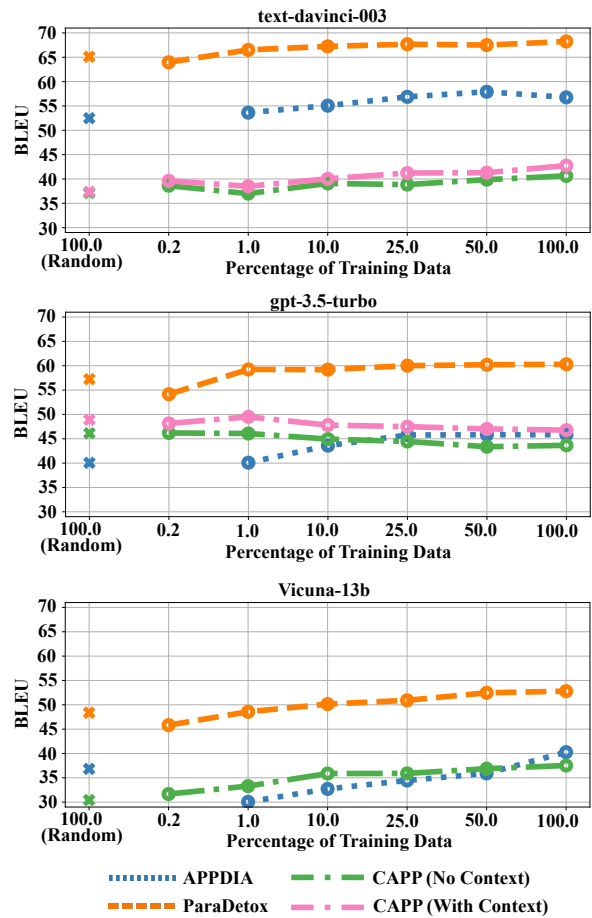 text-davinci-003
BLEU
70
65
60
55
50
45
40
35
30
100.0 0.2 1.0 10.0 25.0 50.0 100.0
(Random)
Percentage of Training Data
gpt-3.5-turbo
BLEU
70
65
60
55
50
45
40
35
30
100.0 0.2 1.0 10.0 25.0 50.0 100.0
(Random)
Percentage of Training Data
Vicuna-13b
BLEU
70
65
60
55
50
45
40
35
30
100.0 0.2 1.0 10.0 25.0 50.0 100.0
(Random)
Percentage of Training Data
APPDIA CAPP (No Context)
ParaDetox CAPP (With Context)